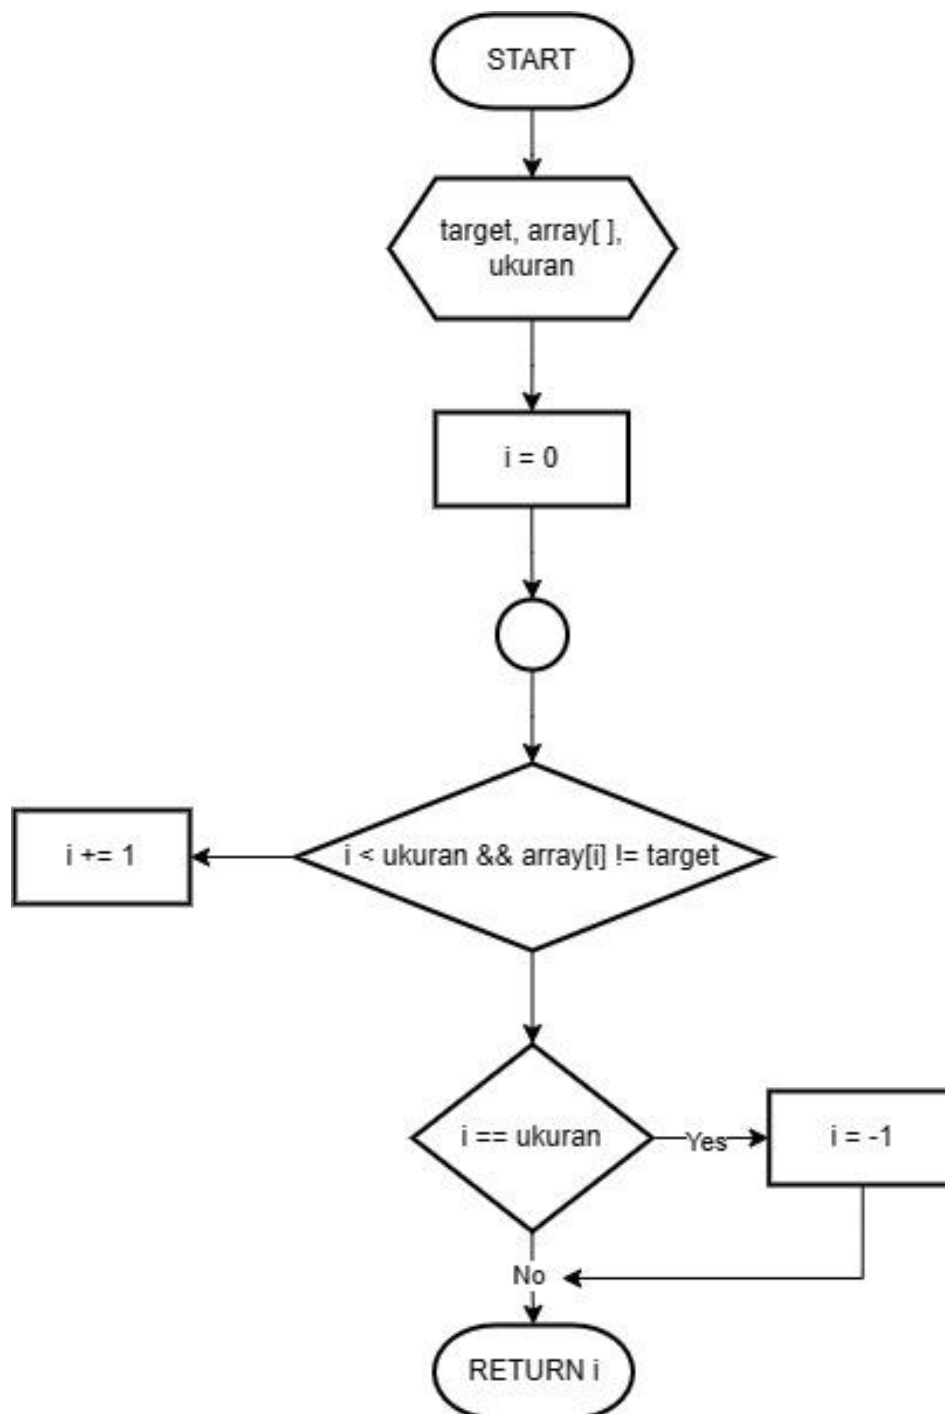 START
target, array[ ],
ukuran
i = 0
i += 1
i < ukuran && array[i] != target
i == ukuran
Yes
i = -1
No
RETURN i